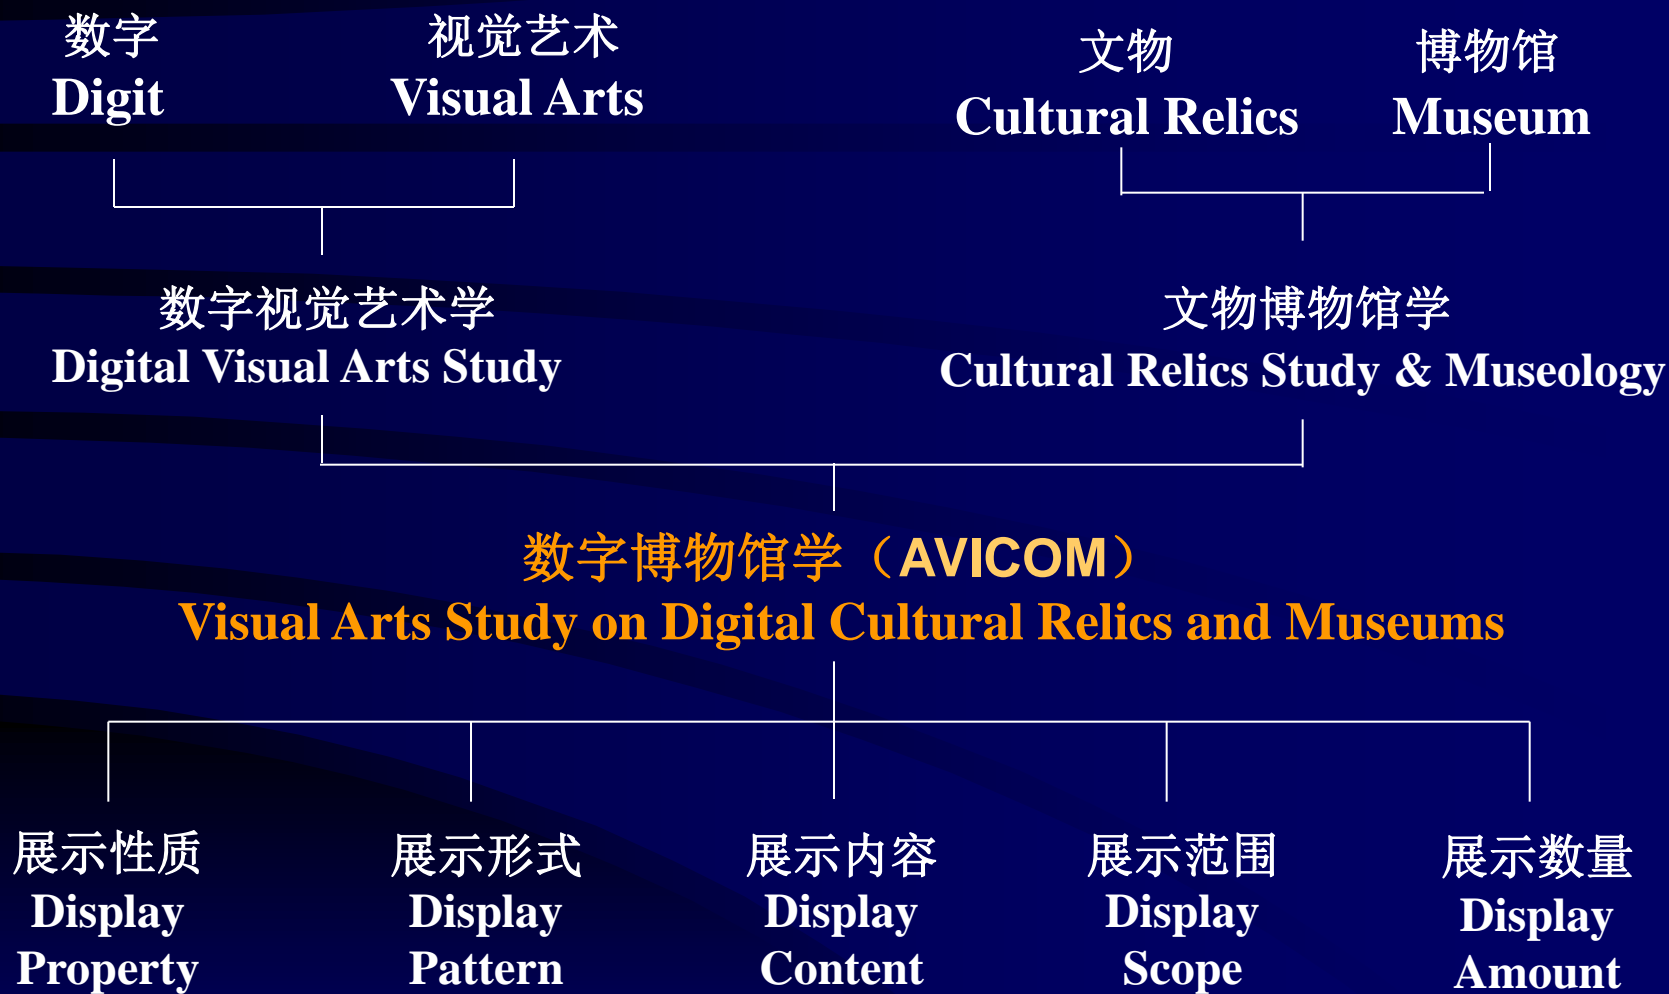 数字
Digit
视觉艺术
Visual Arts
文物
Cultural Relics
博物馆
Museum
数字视觉艺术学
Digital Visual Arts Study
文物博物馆学
Cultural Relics Study & Museology
数字博物馆学（AVICOM）
Visual Arts Study on Digital Cultural Relics and Museums
展示性质
Display
Property
展示形式
Display
Pattern
展示内容
Display
Content
展示范围
Display
Scope
展示数量
Display
Amount